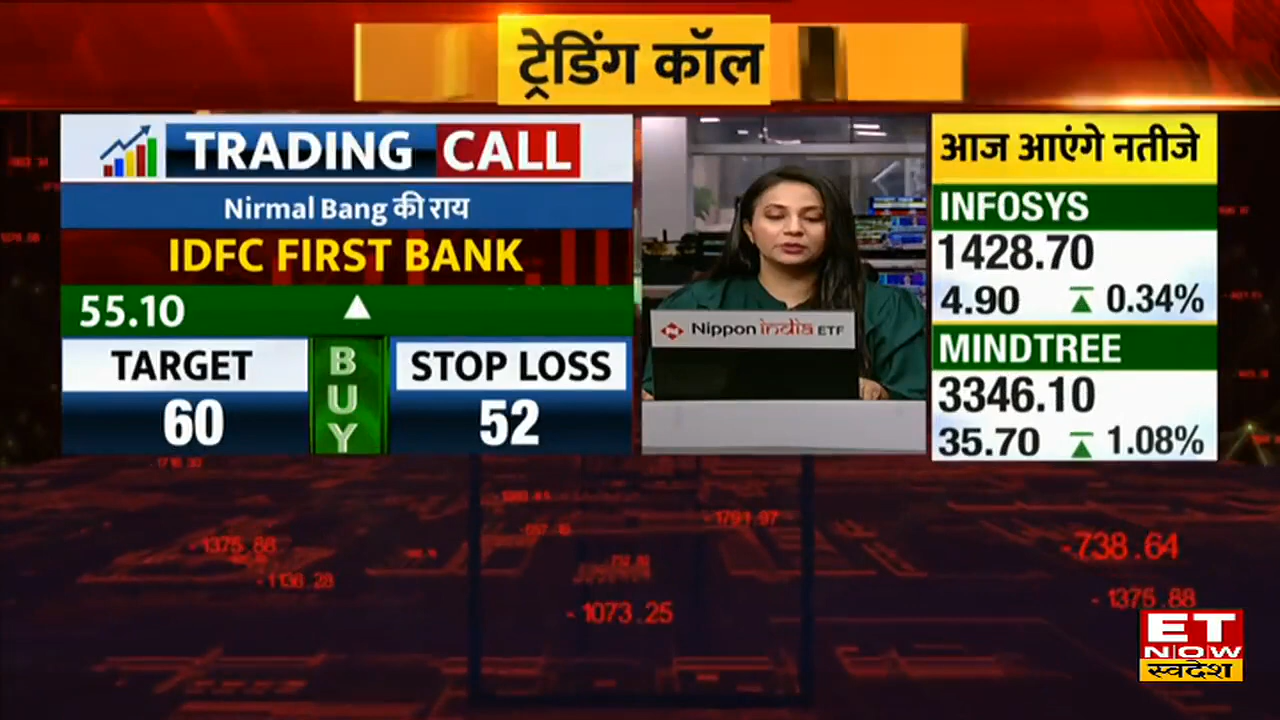 ट्रेडिंग कॉल
TRADING CALL
Nirmal Bang की राय
IDFC FIRST BANK
55.10
TARGET
60
BUY
STOP LOSS
52
Nippon india ETF
आज आएंगे नतीजे
INFOSYS
1428.70
4.90 0.34%
MINDTREE
3346.10
35.70 1.08%
-1375.88
-1136.28
-1791.97
-1073.25
-738.64
-1375.88
ET
NOW
स्वदेश